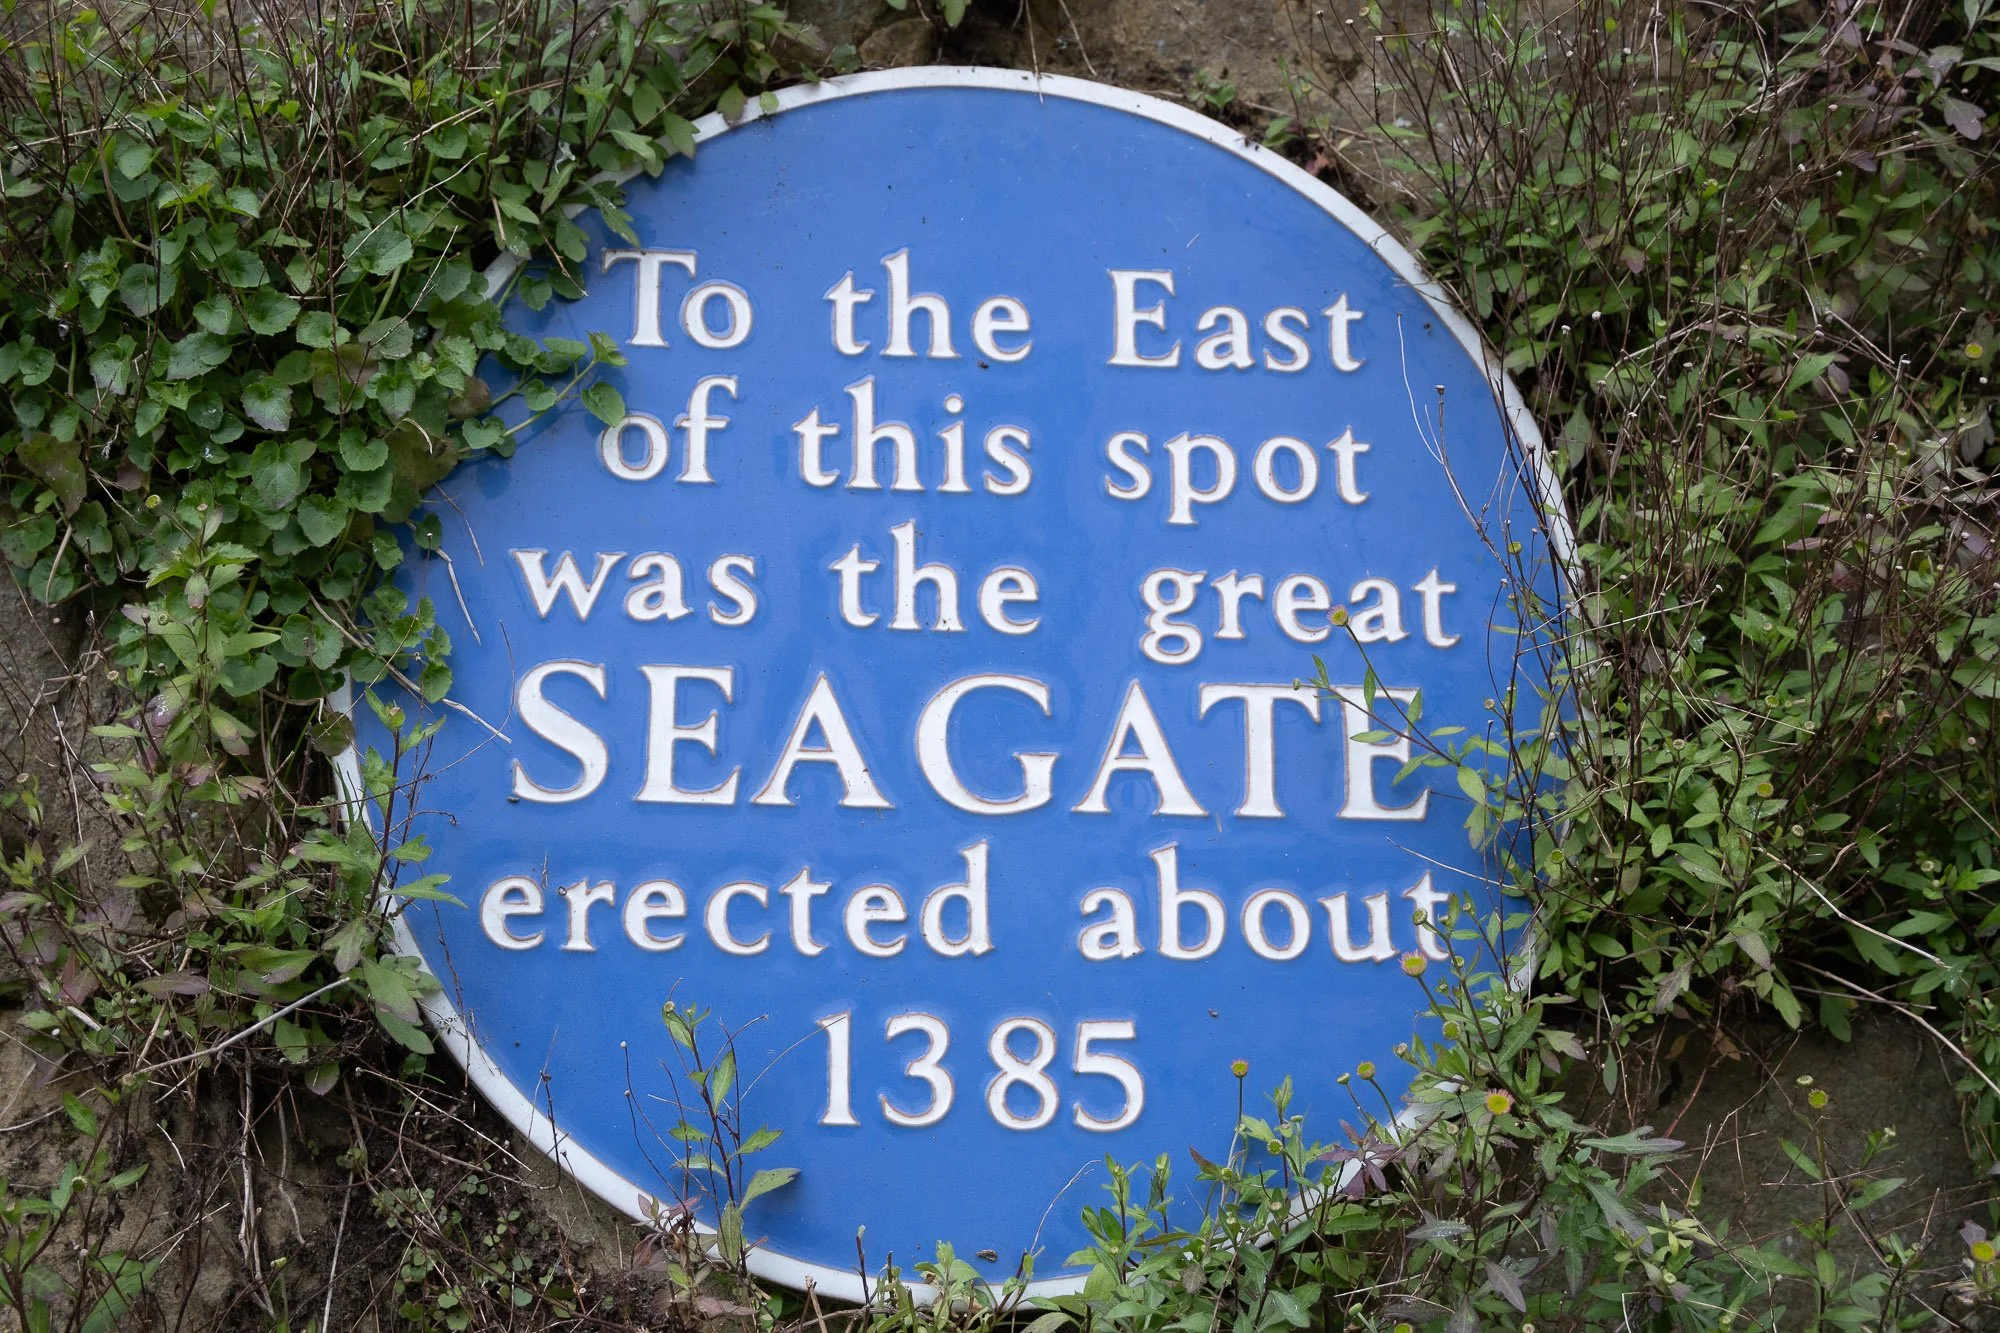 To the East
of this spot
was the great
SEAGATE
erected about
1385